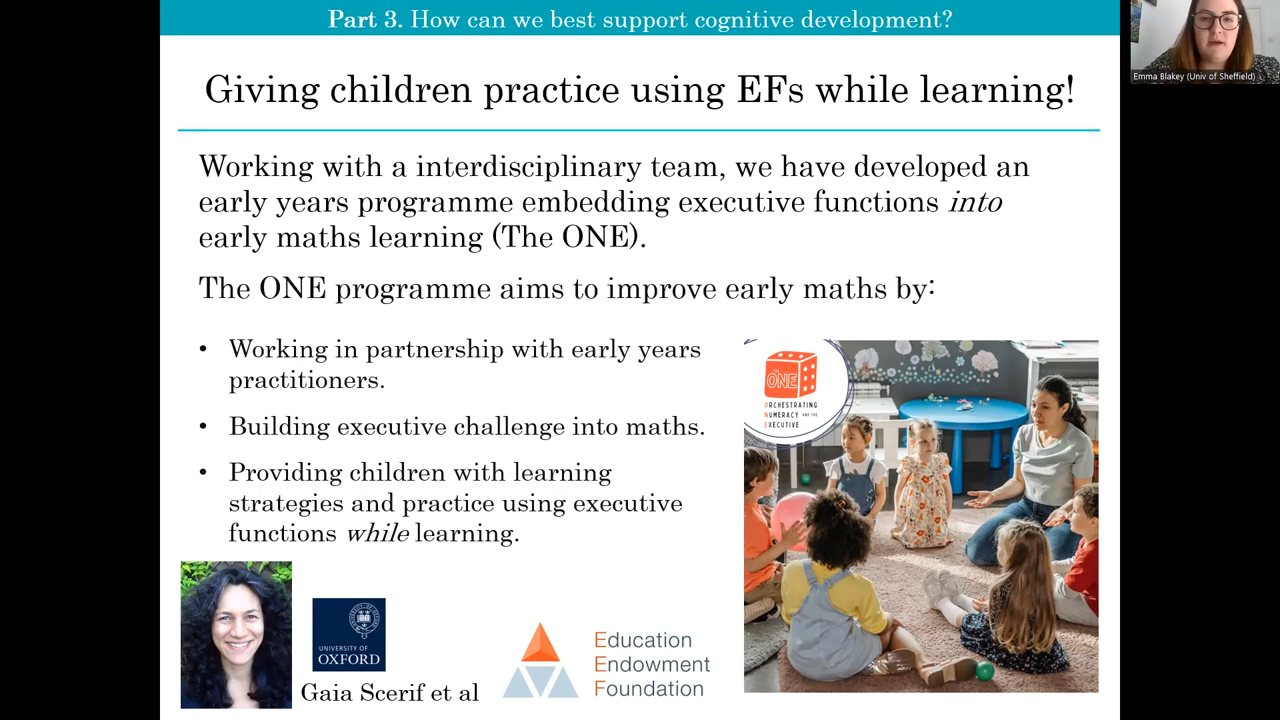 Part 3. How can we best support cognitive development?
Emma Blakey (Univ of Sheffield)
Giving children practice using EFs while learning!
Working with a interdisciplinary team, we have developed an
early years programme embedding executive functions into
early maths learning (The ONE).
The ONE programme aims to improve early maths by:
• Working in partnership with early years
practitioners.
• Building executive challenge into maths.
• Providing children with learning
strategies and practice using executive
functions while learning.
THE
ONE
ORCHESTRATING
NUMERACY AND THE
EXECUTIVE
UNIVERSITY OF
OXFORD
Gaia Scerif et al
Education
Endowment
Foundation